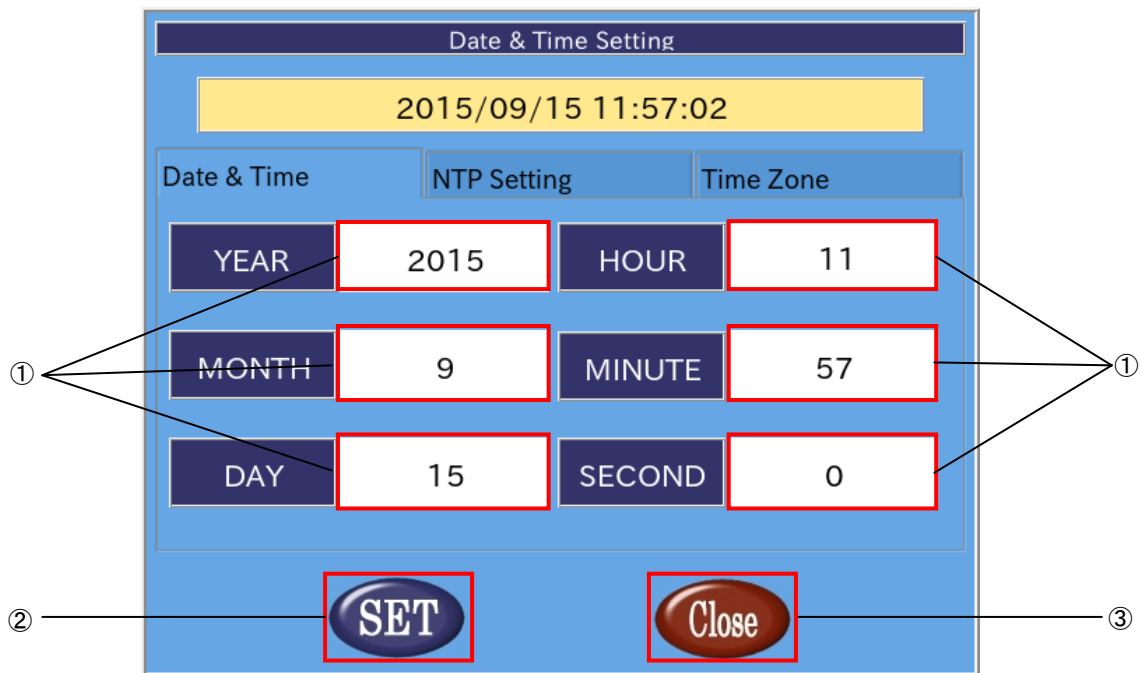 Date & Time Setting
2015/09/15 11:57:02
Date & Time NTP Setting Time Zone
YEAR 2015 HOUR 11
① MONTH 9 MINUTE 57 ①
DAY 15 SECOND 0
② SET Close ③